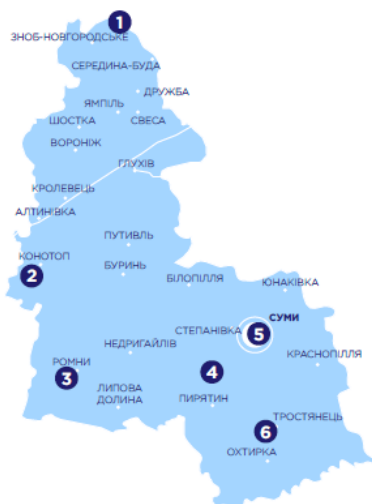 1
ЗНОБ-НОВГОРОДСЬКЕ
СЕРЕДИНА-БУДА
ДРУЖБА
ЯМПІЛЬ
ШОСТКА
СВЕСА
ВОРОНІЖ
ГЛУХІВ
КРОЛЕВЕЦЬ
АЛТИНІВКА
ПУТИВЛЬ
КОНОТОП
2
БУРИНЬ
БІЛОПІЛЛЯ
ЮНАКІВКА
СУМИ
СТЕПАНІВКА
5
НЕДРИГАЙЛІВ
КРАСНОПІЛЛЯ
РОМНИ
3
4
ЛИПОВА
ДОЛИНА
ПИРЯТИН
ТРОСТЯНЕЦЬ
6
ОХТИРКА